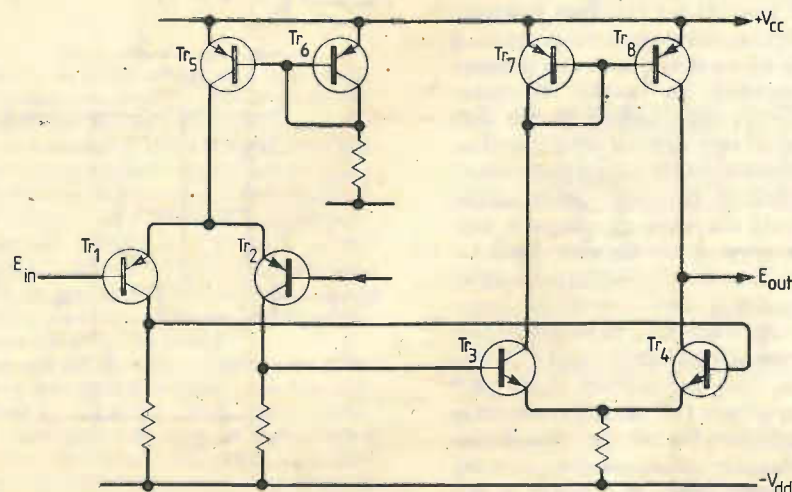 +Vcc
Tr5
Tr6
Tr7
Tr8
Ein
Tr1
Tr2
Eout
Tr3
Tr4
-Vdd